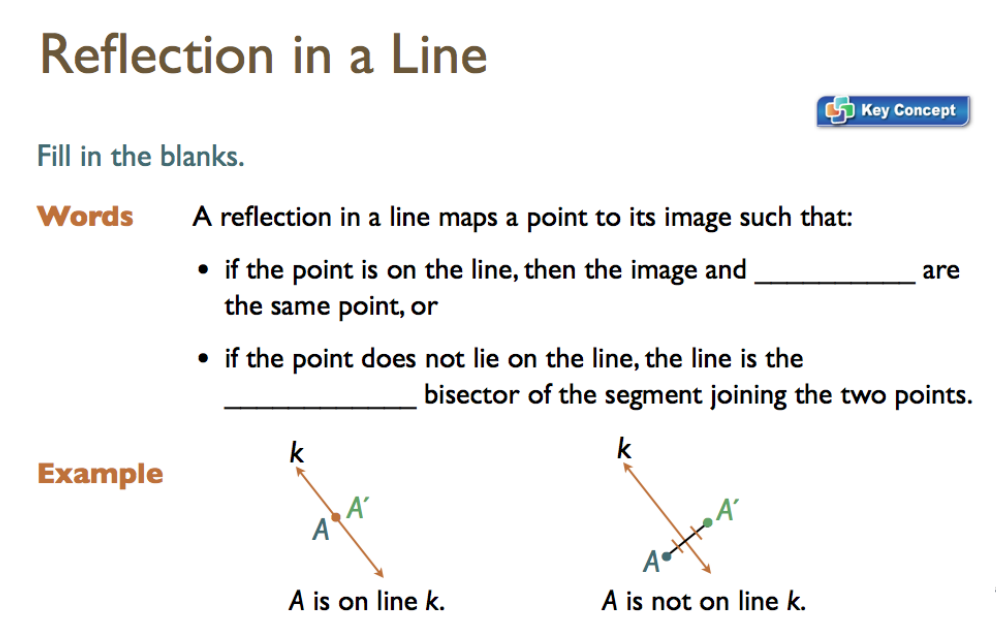 Reflection in a Line
Key Concept
Fill in the blanks.
Words
A reflection in a line maps a point to its image such that:
• if the point is on the line, then the image and __________ are
the same point, or
• if the point does not lie on the line, the line is the
____________ bisector of the segment joining the two points.
Example
k
A
A′
A is on line k.
k
A
A′
A is not on line k.